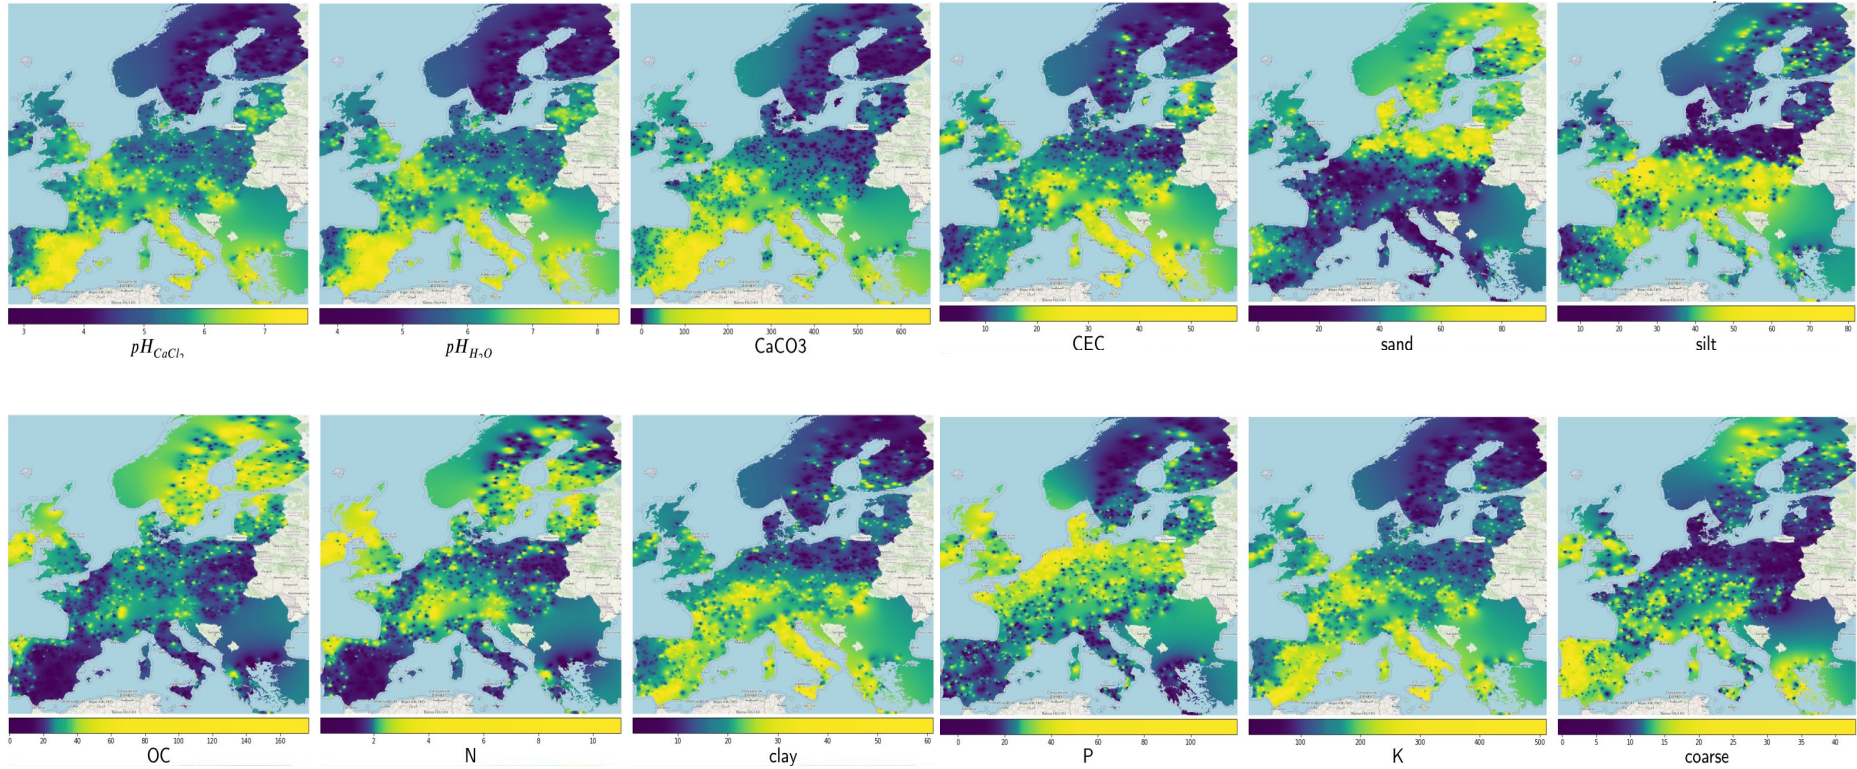 3 4 5 6 7
4 5 6 7 8
0 100 200 300 400 500 600
10 20 30 40 50
0 20 40 60 80
10 20 30 40 50 60 70 80
pH_{CaCl_2}
pH_{H_2O}
CaCO3
CEC
sand
silt
0 20 40 60 80 100 120 140 160
2 4 6 8 10
10 20 30 40 50 60
0 20 40 60 80 100
100 200 300 400 500
0 5 10 15 20 25 30 35 40
OC
N
clay
P
K
coarse